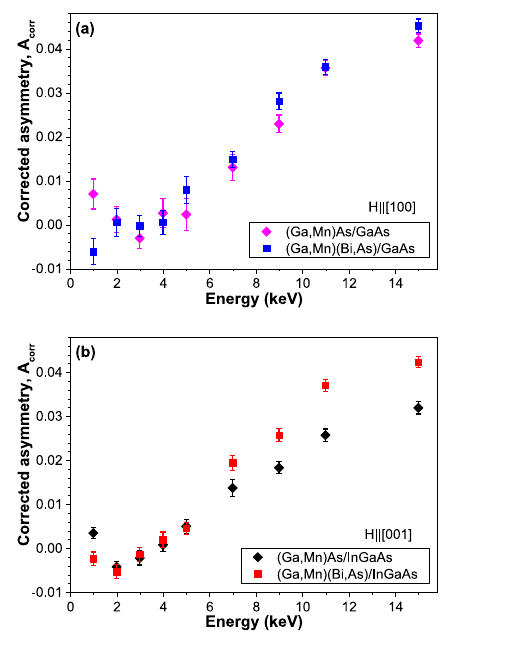 (a)
Corrected asymmetry, Acorr
0.04
0.03
0.02
0.01
0.00
-0.01
H||[100]
(Ga,Mn)As/GaAs
(Ga,Mn)(Bi,As)/GaAs
0 2 4 6 8 10 12 14
Energy (keV)
(b)
Corrected asymmetry, Acorr
0.04
0.03
0.02
0.01
0.00
-0.01
H||[001]
(Ga,Mn)As/InGaAs
(Ga,Mn)(Bi,As)/InGaAs
0 2 4 6 8 10 12 14
Energy (keV)